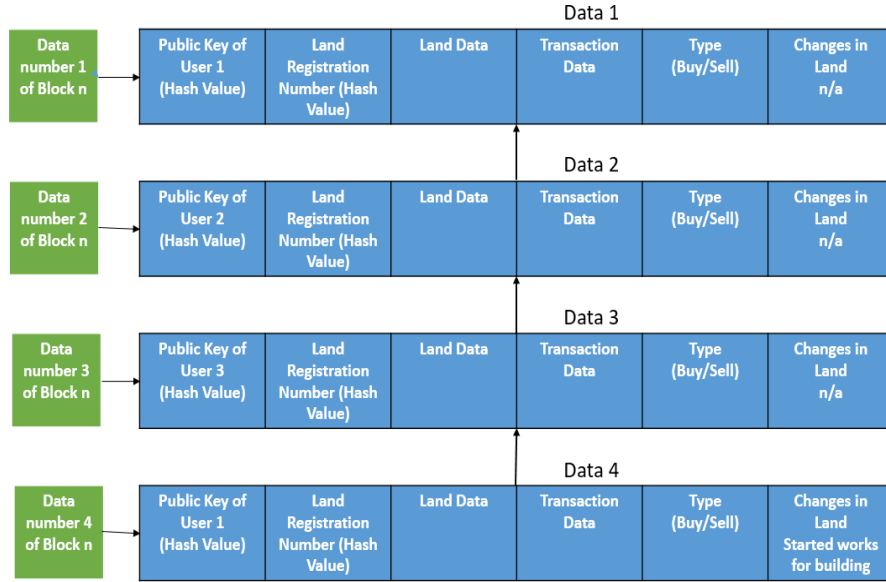 Data 1
Data
number 1
of Block n
Public Key of
User 1
(Hash Value)
Land
Registration
Number (Hash
Value)
Land Data
Transaction
Data
Type
(Buy/Sell)
Changes in
Land
n/a
Data 2
Data
number 2
of Block n
Public Key of
User 2
(Hash Value)
Land
Registration
Number (Hash
Value)
Land Data
Transaction
Data
Type
(Buy/Sell)
Changes in
Land
n/a
Data 3
Data
number 3
of Block n
Public Key of
User 3
(Hash Value)
Land
Registration
Number (Hash
Value)
Land Data
Transaction
Data
Type
(Buy/Sell)
Changes in
Land
n/a
Data 4
Data
number 4
of Block n
Public Key of
User 1
(Hash Value)
Land
Registration
Number (Hash
Value)
Land Data
Transaction
Data
Type
(Buy/Sell)
Changes in
Land
Started works
for building